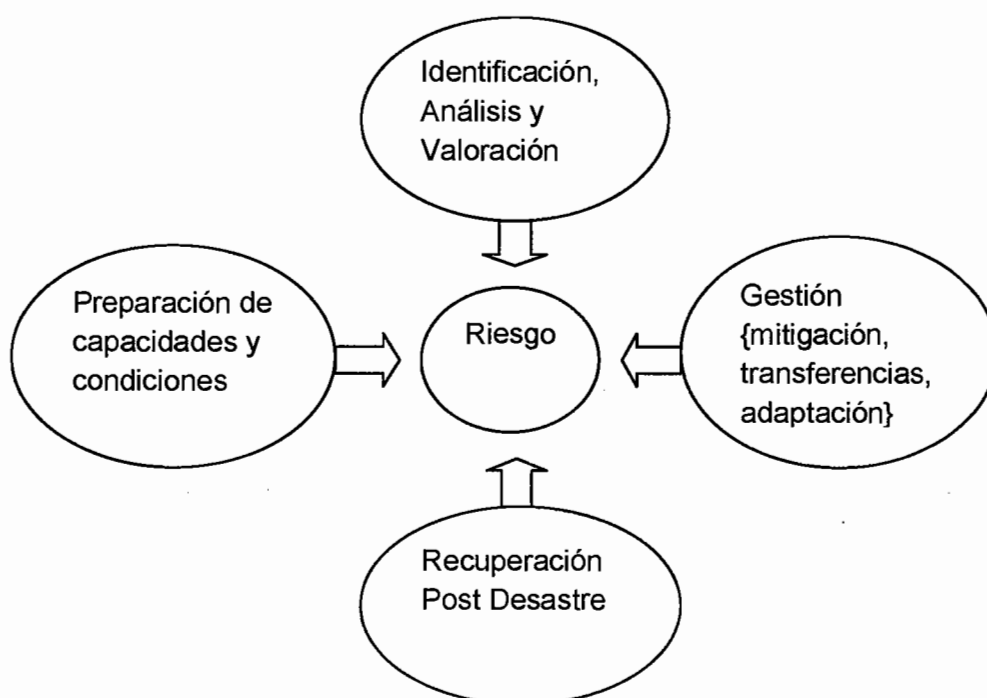 Identificación,
Análisis y
Valoración
Preparación de
capacidades y
condiciones
Riesgo
Gestión
{mitigación,
transferencias,
adaptación}
Recuperación
Post Desastre